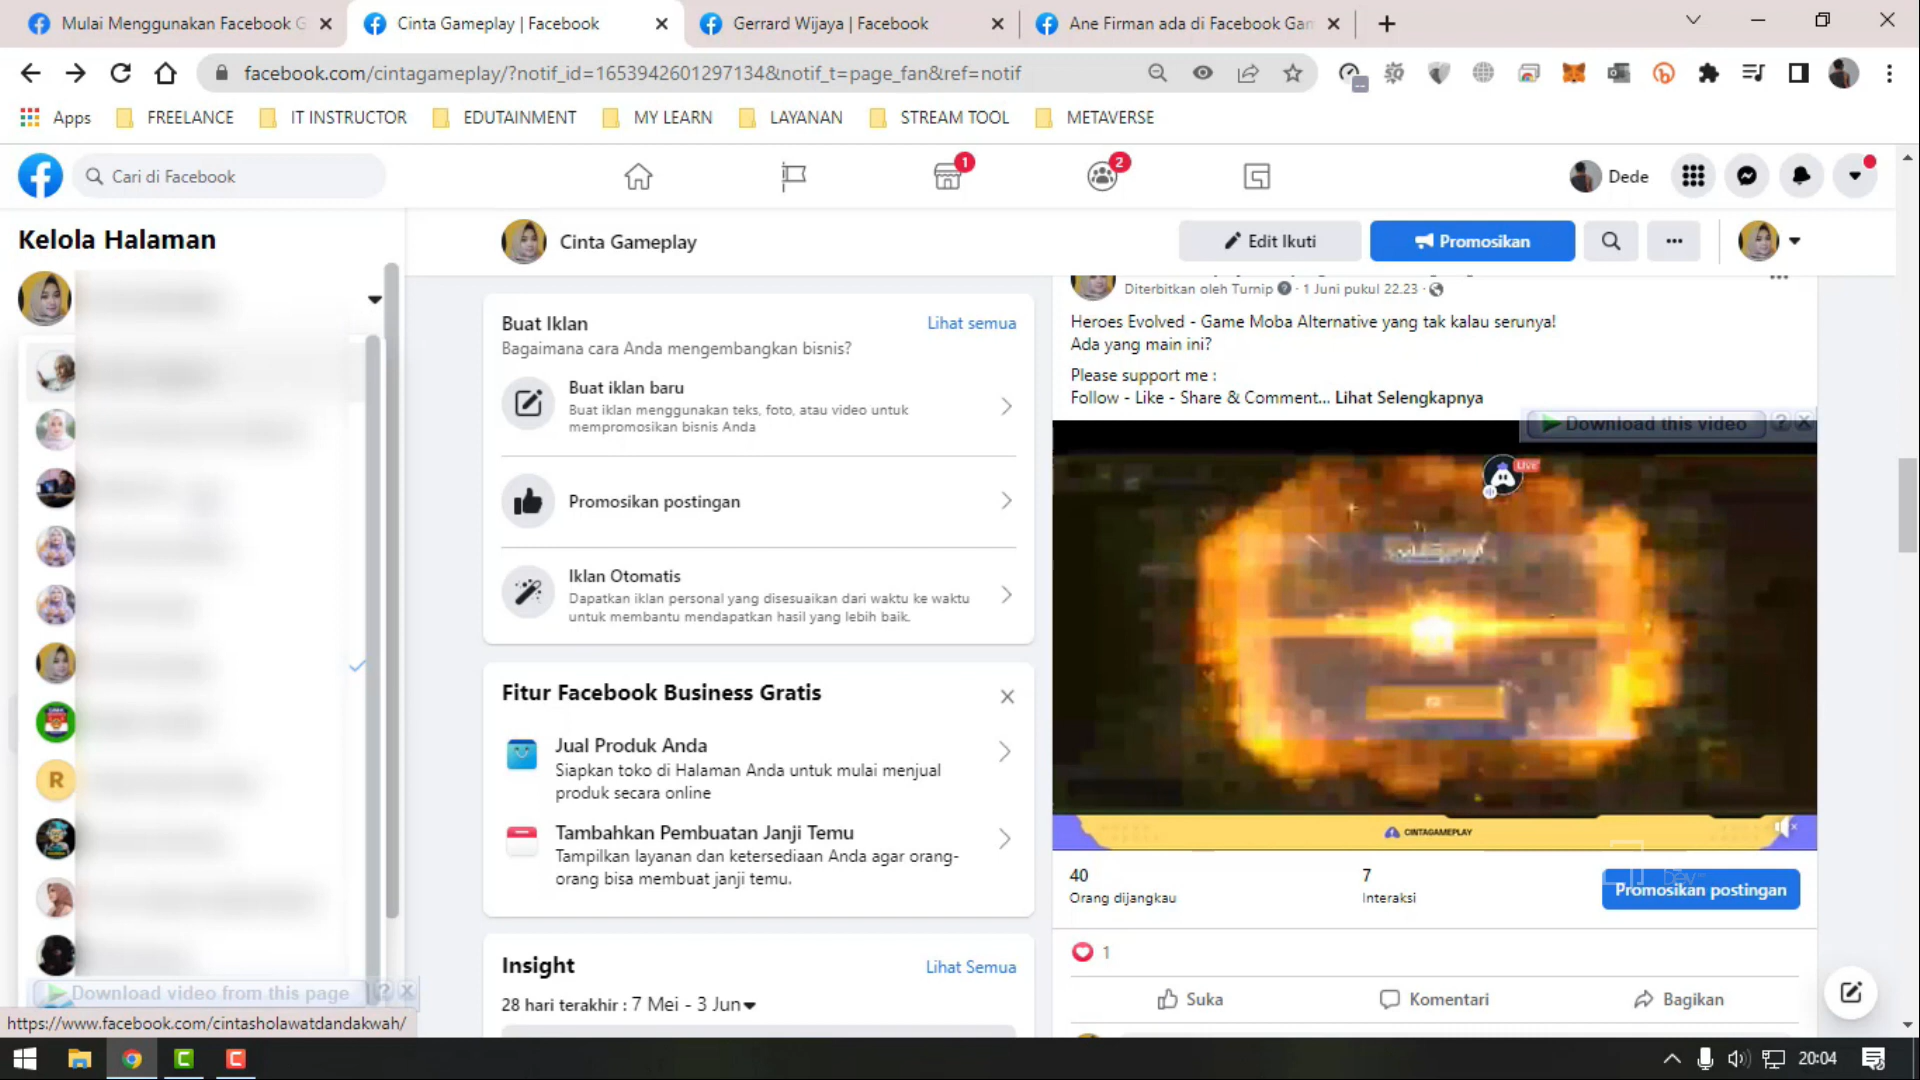 Mulai Menggunakan Facebook G
Cinta Gameplay | Facebook
Gerrard Wijaya | Facebook
Ane Firman ada di Facebook Gam
facebook.com/cintagameplay/?notif_id=1653942601297134&notif_t=page_fan&ref=notif
Apps
FREELANCE
IT INSTRUCTOR
EDUTAINMENT
MY LEARN
LAYANAN
STREAM TOOL
METAVERSE
Cari di Facebook
1
2
Dede
Kelola Halaman
Cinta Gameplay
Edit Ikuti
Promosikan
Buat Iklan
Lihat semua
Bagaimana cara Anda mengembangkan bisnis?
Buat iklan baru
Buat iklan menggunakan teks, foto, atau video untuk
mempromosikan bisnis Anda
Promosikan postingan
Iklan Otomatis
Dapatkan iklan personal yang disesuaikan dari waktu ke waktu
untuk membantu mendapatkan hasil yang lebih baik.
Fitur Facebook Business Gratis
Jual Produk Anda
Siapkan toko di Halaman Anda untuk mulai menjual
produk secara online
Tambahkan Pembuatan Janji Temu
Tampilkan layanan dan ketersediaan Anda agar orang-
orang bisa membuat janji temu.
Insight
Lihat Semua
28 hari terakhir : 7 Mei - 3 Jun
R
Download video from this page
https://www.facebook.com/cintasholawatdandakwah/
Diterbitkan oleh Turnip · 1 Juni pukul 22.23 ·
Heroes Evolved - Game Moba Alternative yang tak kalau serunya!
Ada yang main ini?
Please support me :
Follow - Like - Share & Comment... Lihat Selengkapnya
Download this video
LIVE
CINTAGAMEPLAY
40
Orang dijangkau
7
Interaksi
Promosikan postingan
1
Suka
Komentari
Bagikan
20:04